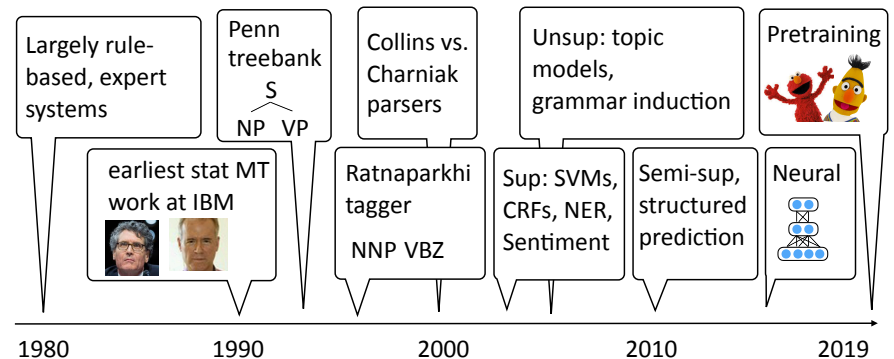 Largely rule-
based, expert
systems
Penn
treebank
S
NP VP
Collins vs.
Charniak
parsers
Unsup: topic
models,
grammar induction
Pretraining
earliest stat MT
work at IBM
Ratnaparkhi
tagger
NNP VBZ
Sup: SVMs,
CRFs, NER,
Sentiment
Semi-sup,
structured
prediction
Neural
1980 1990 2000 2010 2019